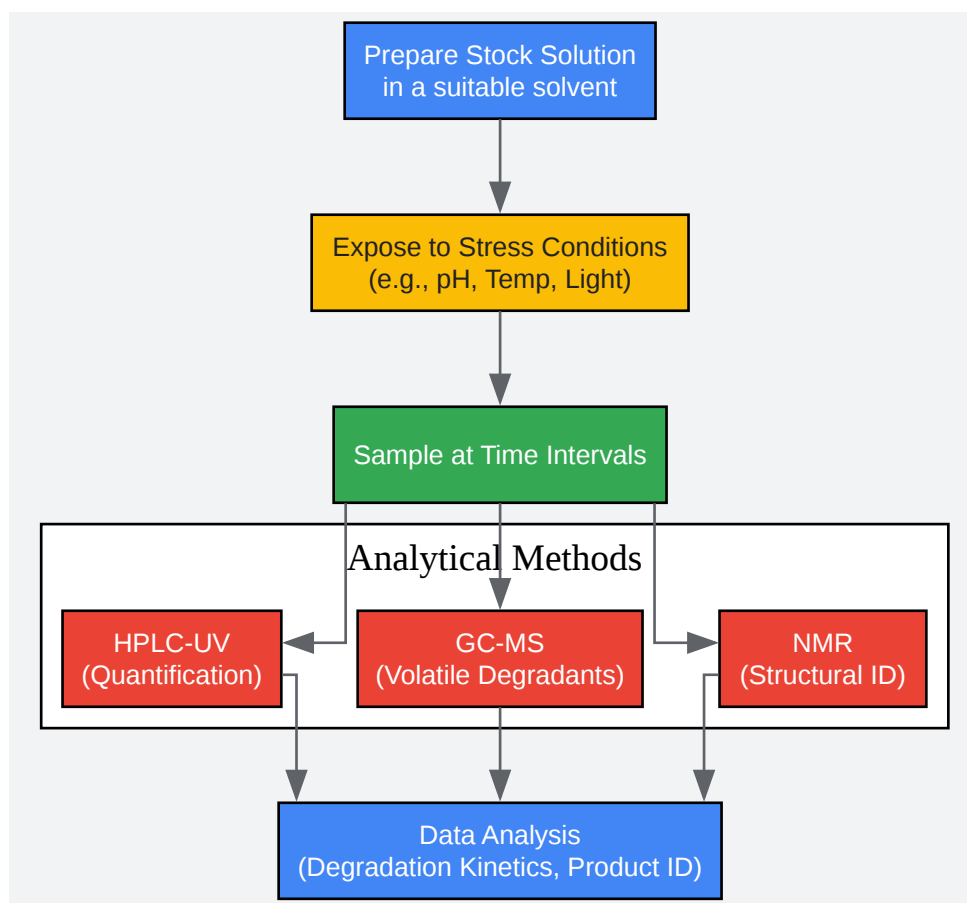 Prepare Stock Solution
in a suitable solvent
Expose to Stress Conditions
(e.g., pH, Temp, Light)
Sample at Time Intervals
Analytical Methods
HPLC-UV
(Quantification)
GC-MS
(Volatile Degradants)
NMR
(Structural ID)
Data Analysis
(Degradation Kinetics, Product ID)